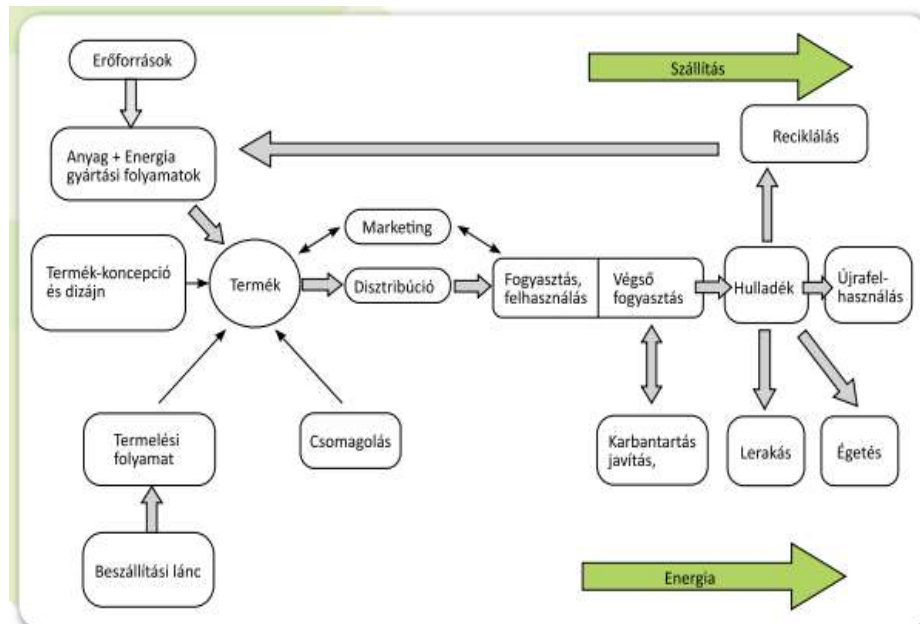 Erőforrások
Szállítás
Reciklálás
Anyag + Energia
gyártási folyamatok
Marketing
Termék-koncepció
és dizájn
Termék
Disztribúció
Fogyasztás,
felhasználás
Végső
fogyasztás
Hulladék
Újrafel-
használás
Termelési
folyamat
Csomagolás
Karbantartás
javítás,
Lerakás
Égetés
Beszállítási lánc
Energia